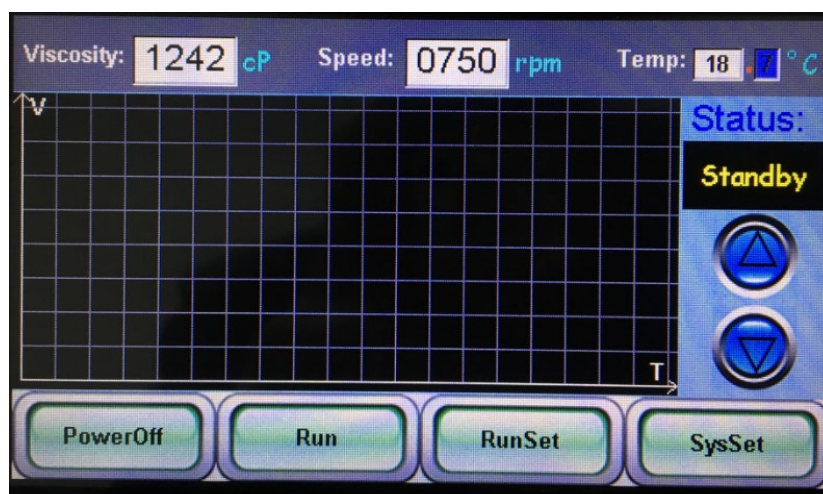 Viscosity: 1242 cP Speed: 0750 rpm Temp: 18.7 °C
V
Status:
Standby
T
PowerOff Run RunSet SysSet